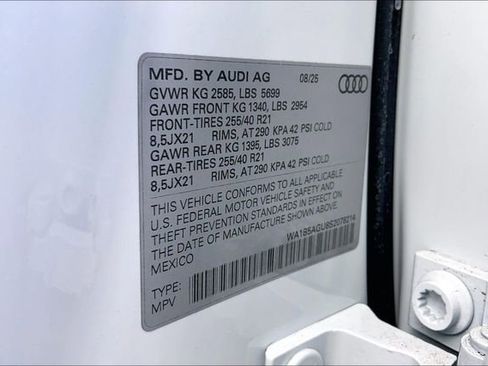 MFD. BY AUDI AG 08/25
GVWR KG 2585, LBS 5699
GAWR FRONT KG 1340, LBS 2954
FRONT-TIRES 255/40 R21
8,5JX21 RIMS, AT 290 KPA 42 PSI COLD
GAWR REAR KG 1395, LBS 3075
REAR-TIRES 255/40 R21
8,5JX21 RIMS, AT 290 KPA 42 PSI COLD
THIS VEHICLE CONFORMS TO ALL APPLICABLE
U.S. FEDERAL MOTOR VEHICLE SAFETY AND
THEFT PREVENTION STANDARDS IN EFFECT ON
THE DATE OF MANUFACTURE SHOWN ABOVE
MEXICO
WA1B5AGU8S2078214
TYPE:
MPV